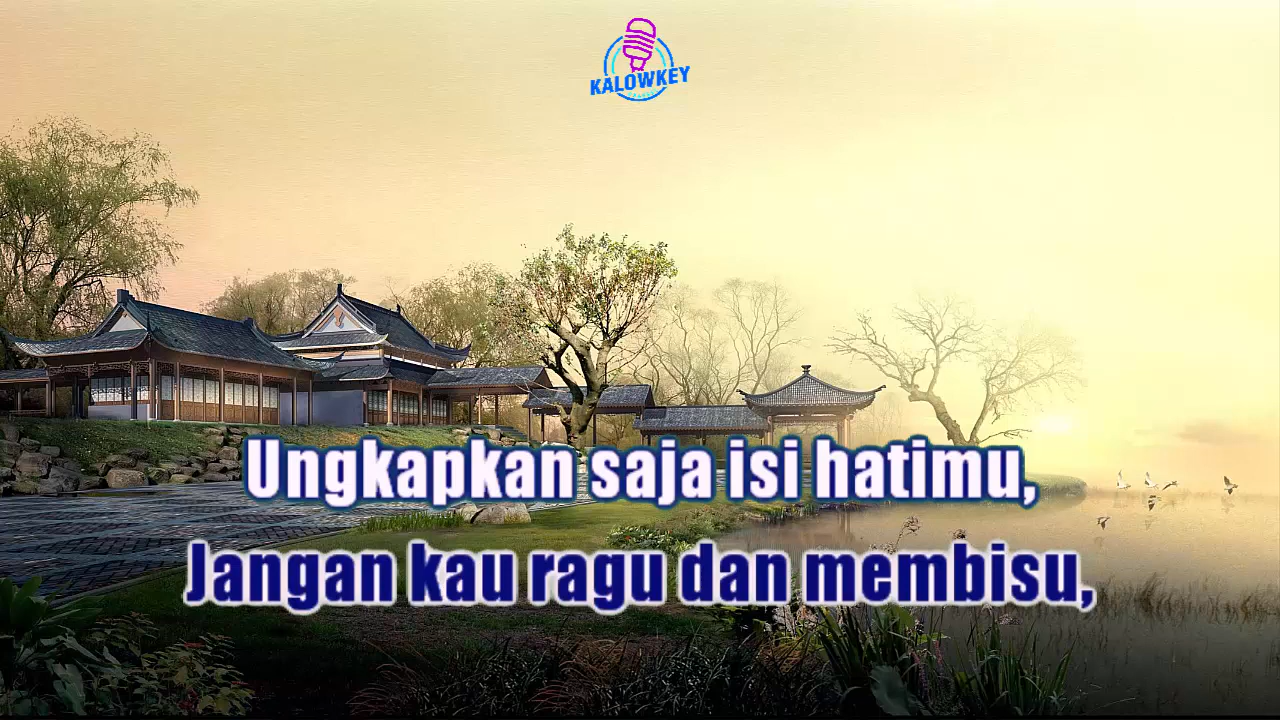 KALOWKEY
Ungkapkan saja isi hatimu,
Jangan kau ragu dan membisu,